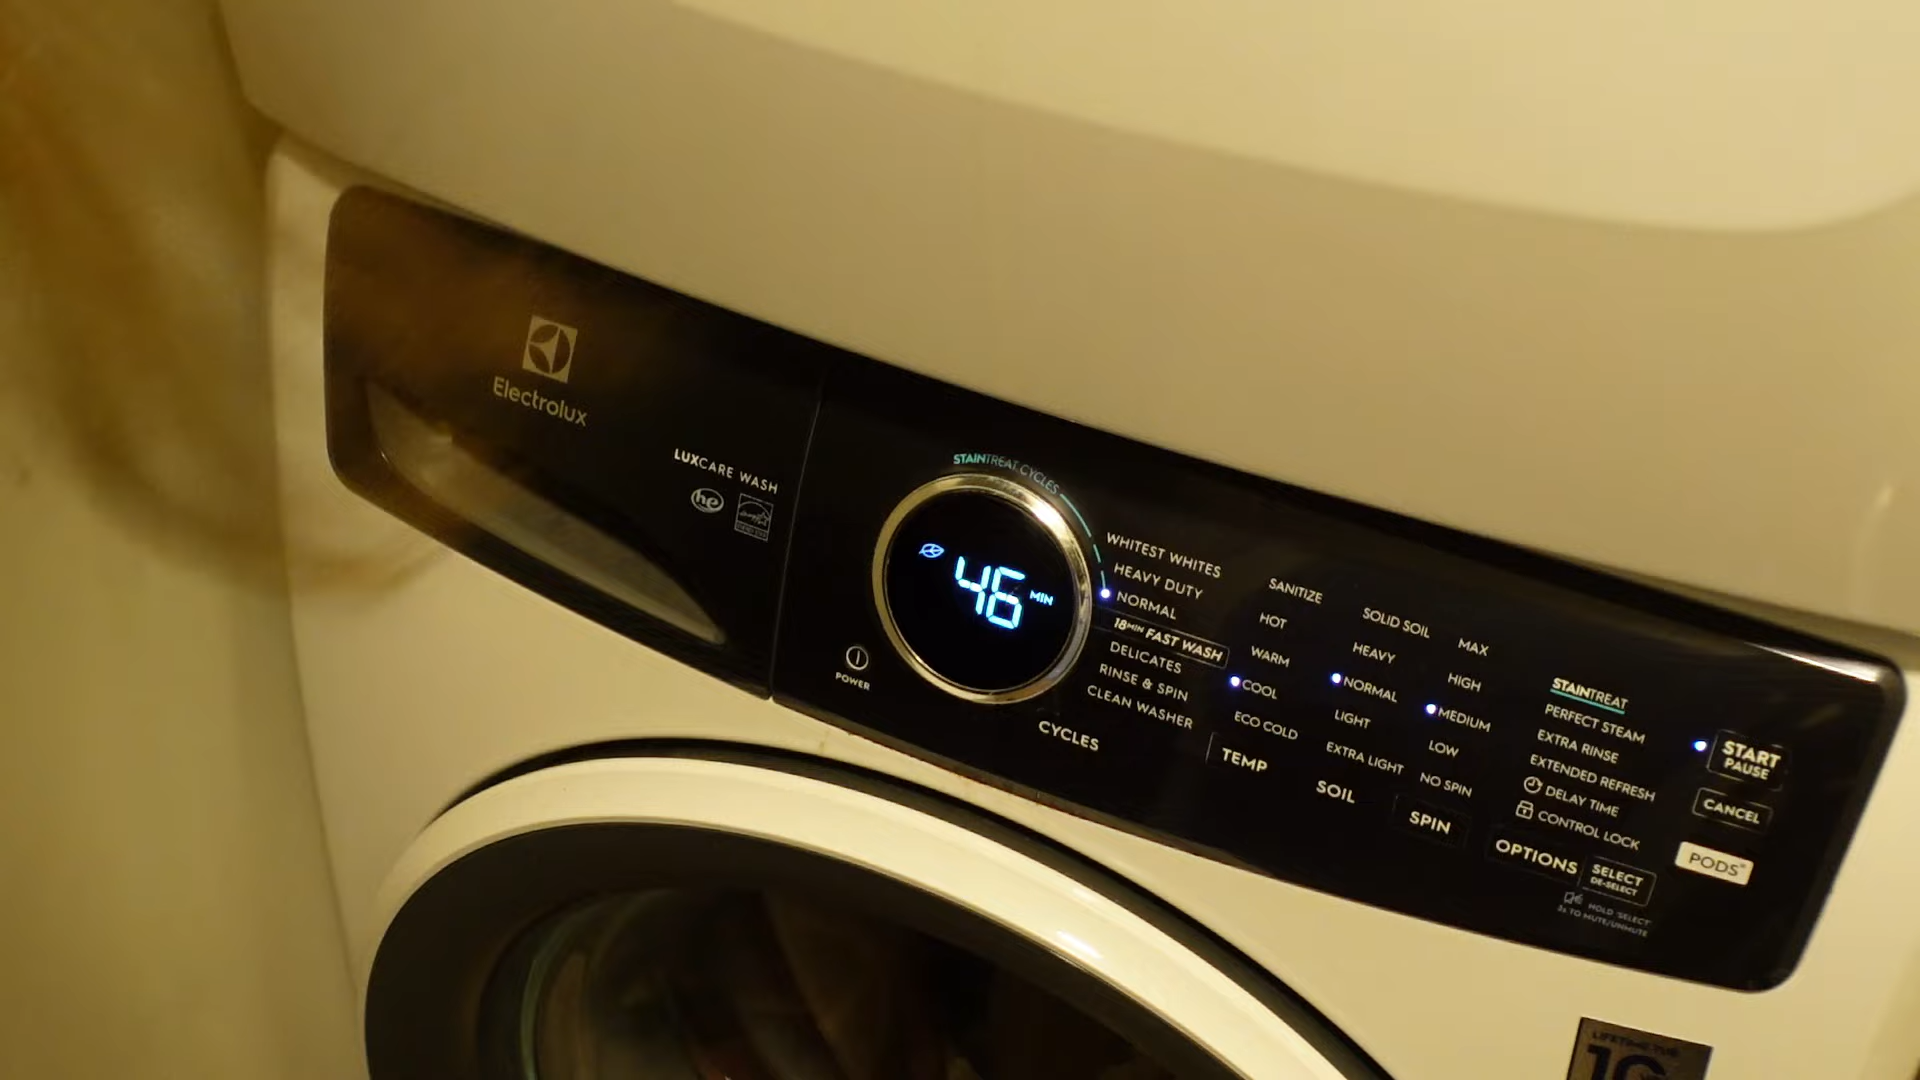 Electrolux
LUXCARE WASH
he
POWER
STAINTREAT CYCLES
46 MIN
WHITEST WHITES
HEAVY DUTY
NORMAL
18MIN FAST WASH
DELICATES
RINSE & SPIN
CLEAN WASHER
CYCLES
SANITIZE
HOT
WARM
COOL
ECO COLD
TEMP
SOLID SOIL
HEAVY
NORMAL
LIGHT
EXTRA LIGHT
SOIL
MAX
HIGH
MEDIUM
LOW
NO SPIN
SPIN
STAINTREAT
PERFECT STEAM
EXTRA RINSE
EXTENDED REFRESH
DELAY TIME
CONTROL LOCK
OPTIONS
SELECT
DE-SELECT
HOLD 'SELECT'
3s TO MUTE/UNMUTE
START
PAUSE
CANCEL
PODS